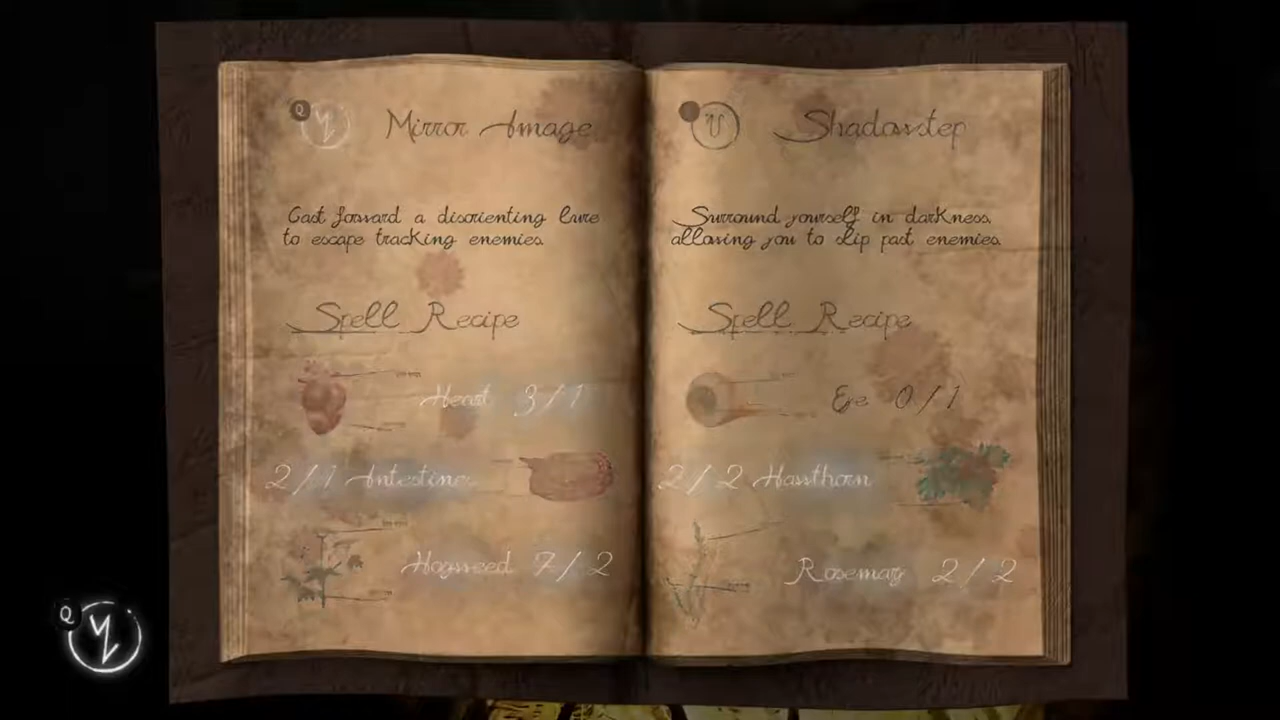 Q
Mirror Image
Cast forward a disorienting lure
to escape tracking enemies.
Spell Recipe
Heart 3/1
2/1 Intestine
Hogweed 7/2
Shadowstep
Surround yourself in darkness,
allowing you to slip past enemies.
Spell Recipe
Eye 0/1
2/2 Hawthorn
Rosemary 2/2
Q